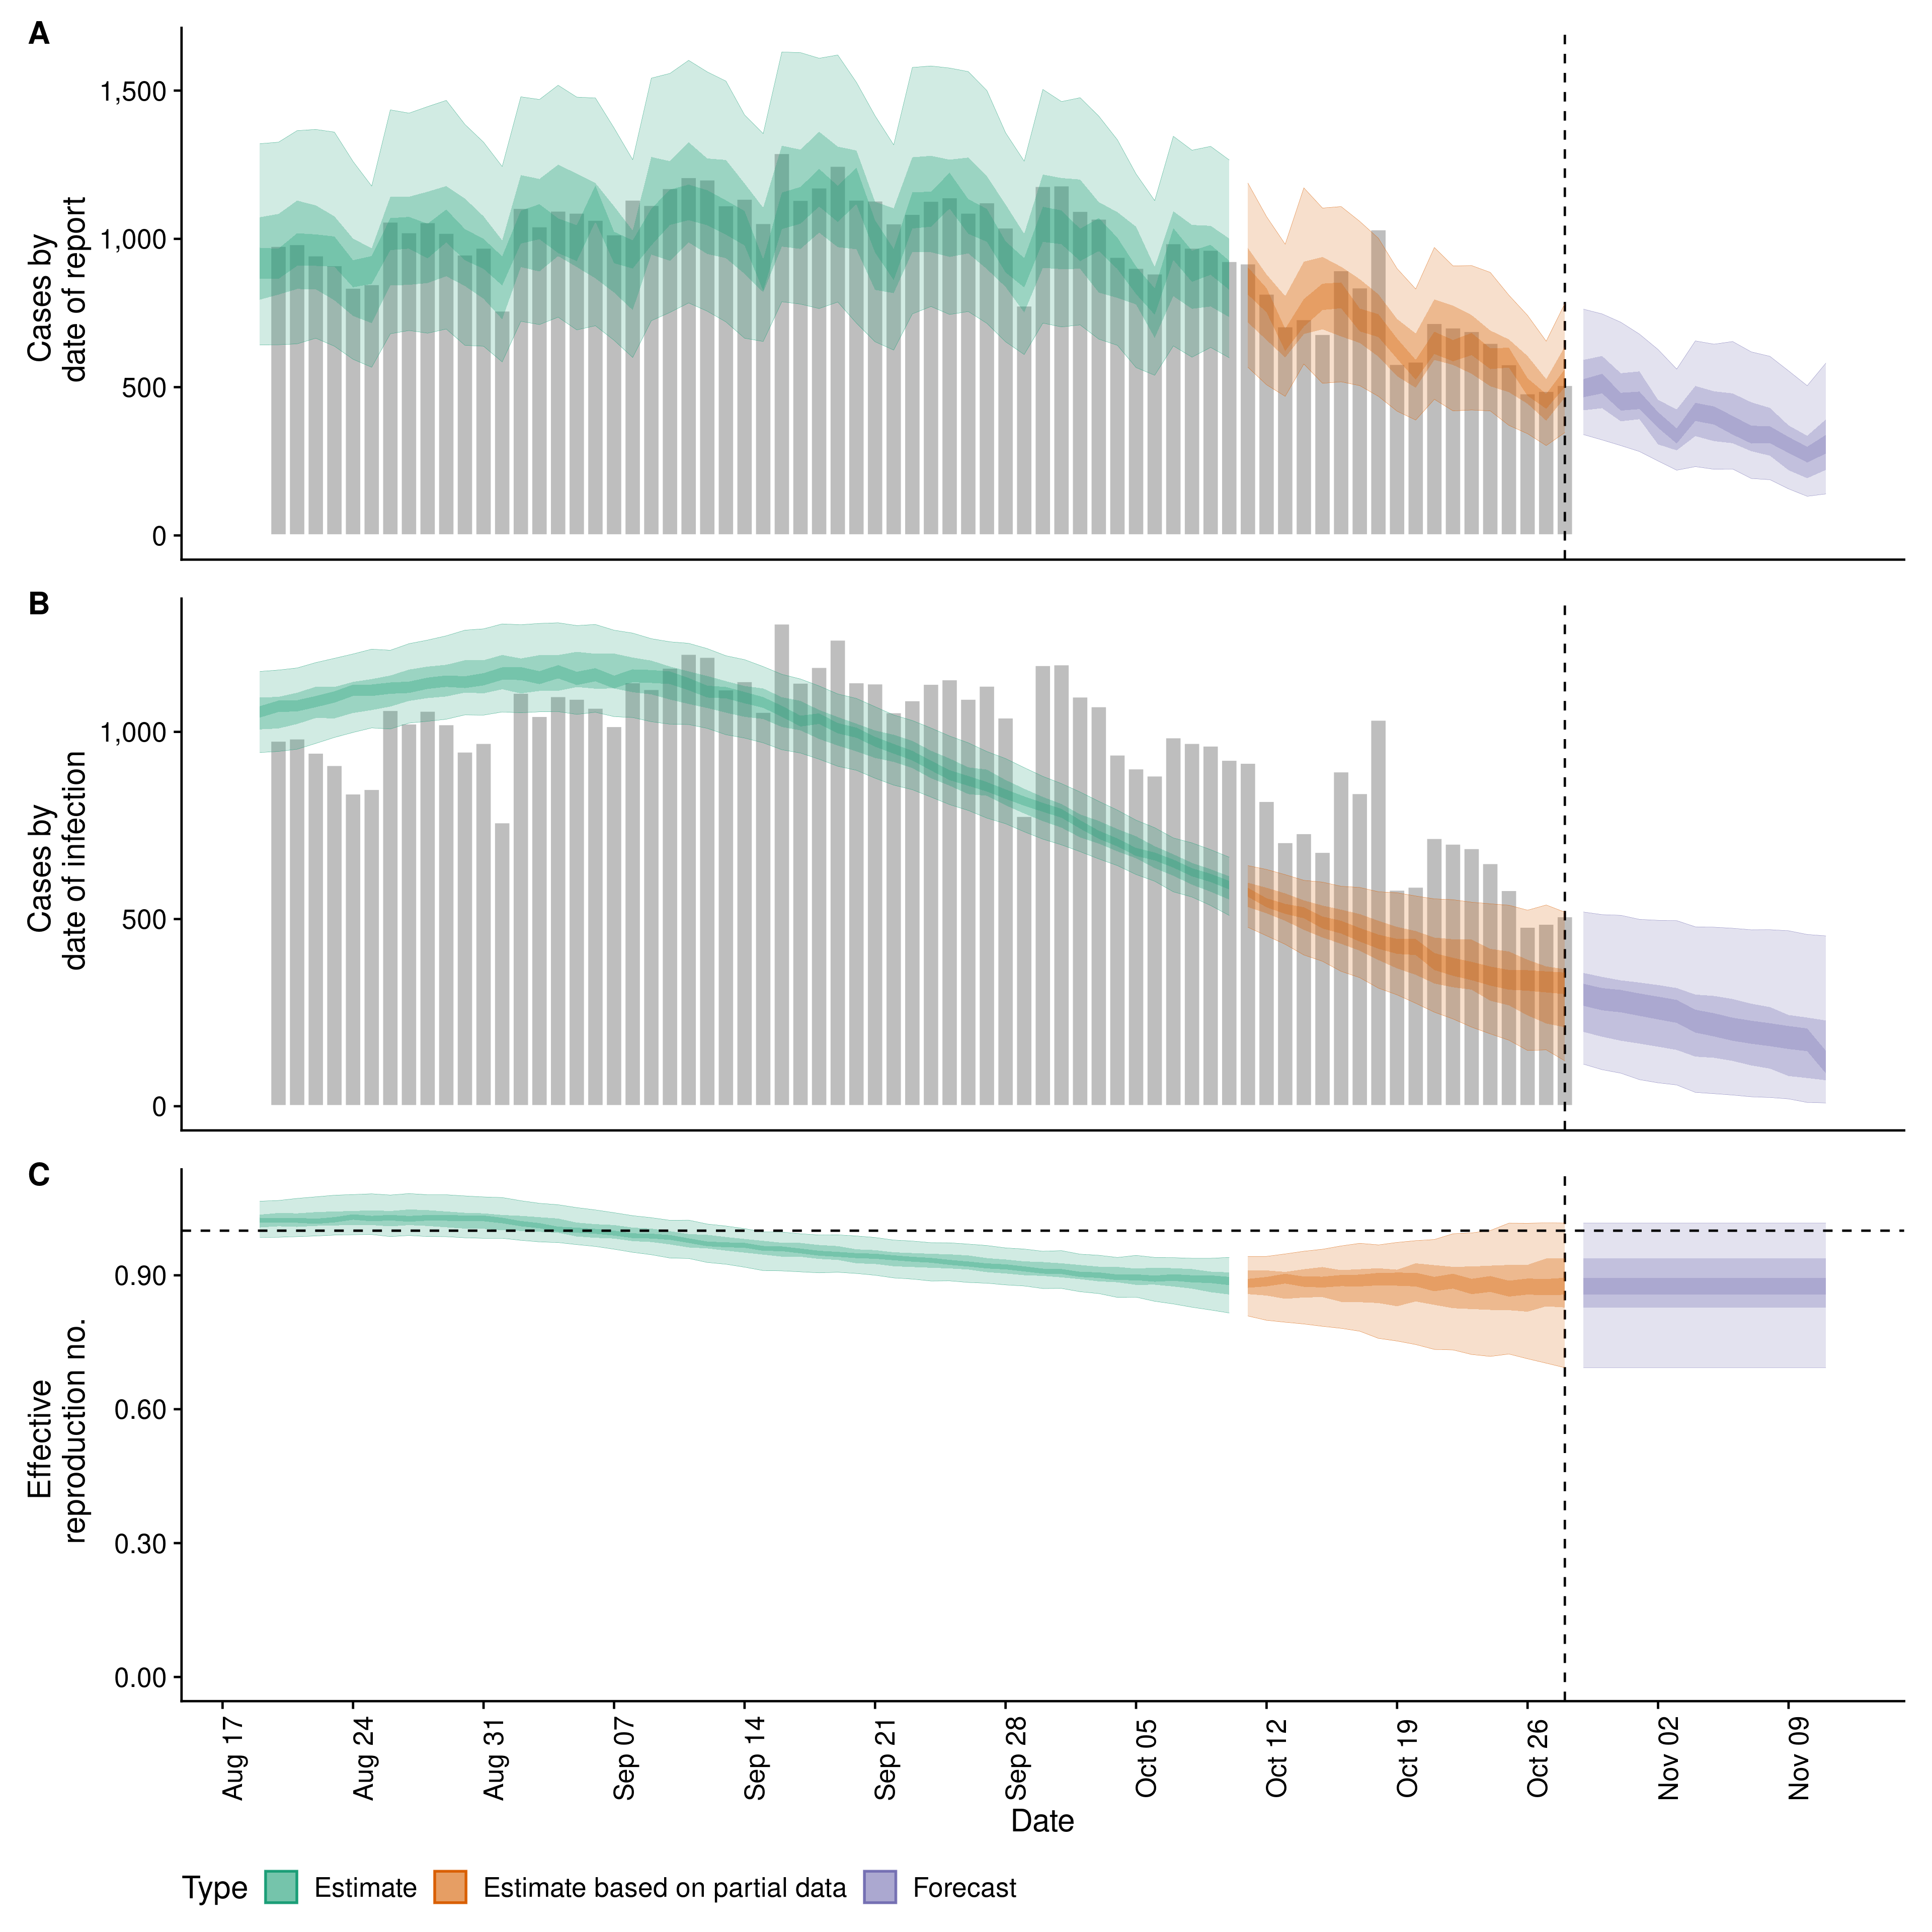 A
Cases by
date of report
1,500
1,000
500
0
B
Cases by
date of infection
1,000
500
0
C
Effective
reproduction no.
0.90
0.60
0.30
0.00
Aug 17
Aug 24
Aug 31
Sep 07
Sep 14
Sep 21
Sep 28
Oct 05
Oct 12
Oct 19
Oct 26
Nov 02
Nov 09
Date
Type Estimate Estimate based on partial data Forecast